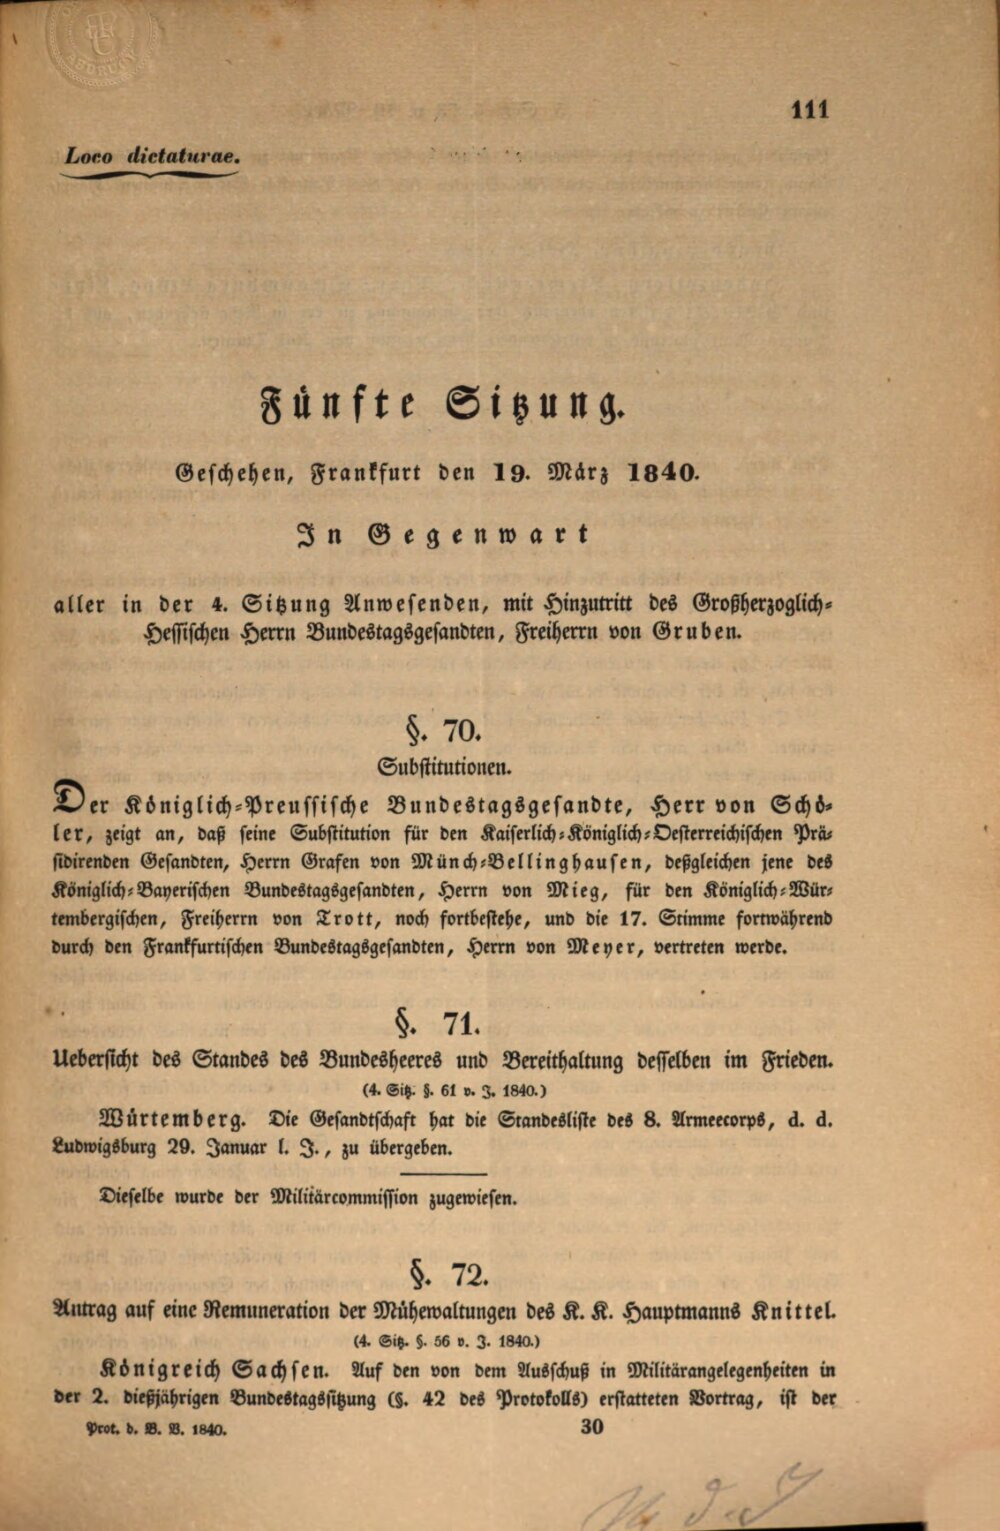 111
Loco dictaturae.
Fünfte Sitzung.
Geschehen, Frankfurt den 19. März 1840.
In Gegenwart
aller in der 4. Sitzung Anwesenden, mit Hinzutritt des Großherzoglich-
Hessischen Herrn Bundestagsgesandten, Freiherrn von Gruben.
§. 70.
Substitutionen.
Der Königlich-Preussische Bundestagsgesandte, Herr von Schö-
ler, zeigt an, daß seine Substitution für den Kaiserlich-Königlich-Oesterreichischen Prä-
sidirenden Gesandten, Herrn Grafen von Münch-Bellinghausen, deßgleichen jene des
Königlich-Bayerischen Bundestagsgesandten, Herrn von Mieg, für den Königlich-Wür-
tembergischen, Freiherrn von Trott, noch fortbestehe, und die 17. Stimme fortwährend
durch den Frankfurtischen Bundestagsgesandten, Herrn von Meyer, vertreten werde.
§. 71.
Uebersicht des Standes des Bundesheeres und Bereithaltung desselben im Frieden.
(4. Sitz. §. 61 v. J. 1840.)
Würtemberg. Die Gesandtschaft hat die Standesliste des 8. Armeecorps, d. d.
Ludwigsburg 29. Januar l. J., zu übergeben.
Dieselbe wurde der Militärcommission zugewiesen.
§. 72.
Antrag auf eine Remuneration der Mühewaltungen des K. K. Hauptmanns Knittel.
(4. Sitz. §. 56 v. J. 1840.)
Königreich Sachsen. Auf den von dem Ausschuß in Militärangelegenheiten in
der 2. dießjährigen Bundestagssitzung (§. 42 des Protokolls) erstatteten Vortrag, ist der
Prot. d. B. V. 1840. 30